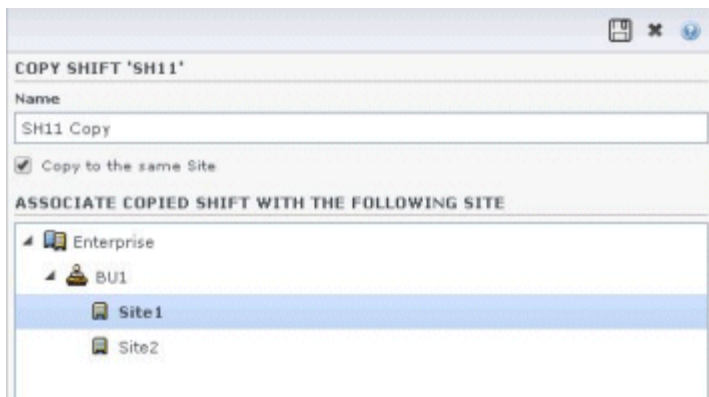 COPY SHIFT 'SH11'
Name
SH11 Copy
Copy to the same Site
ASSOCIATE COPIED SHIFT WITH THE FOLLOWING SITE
Enterprise
BU1
Site1
Site2